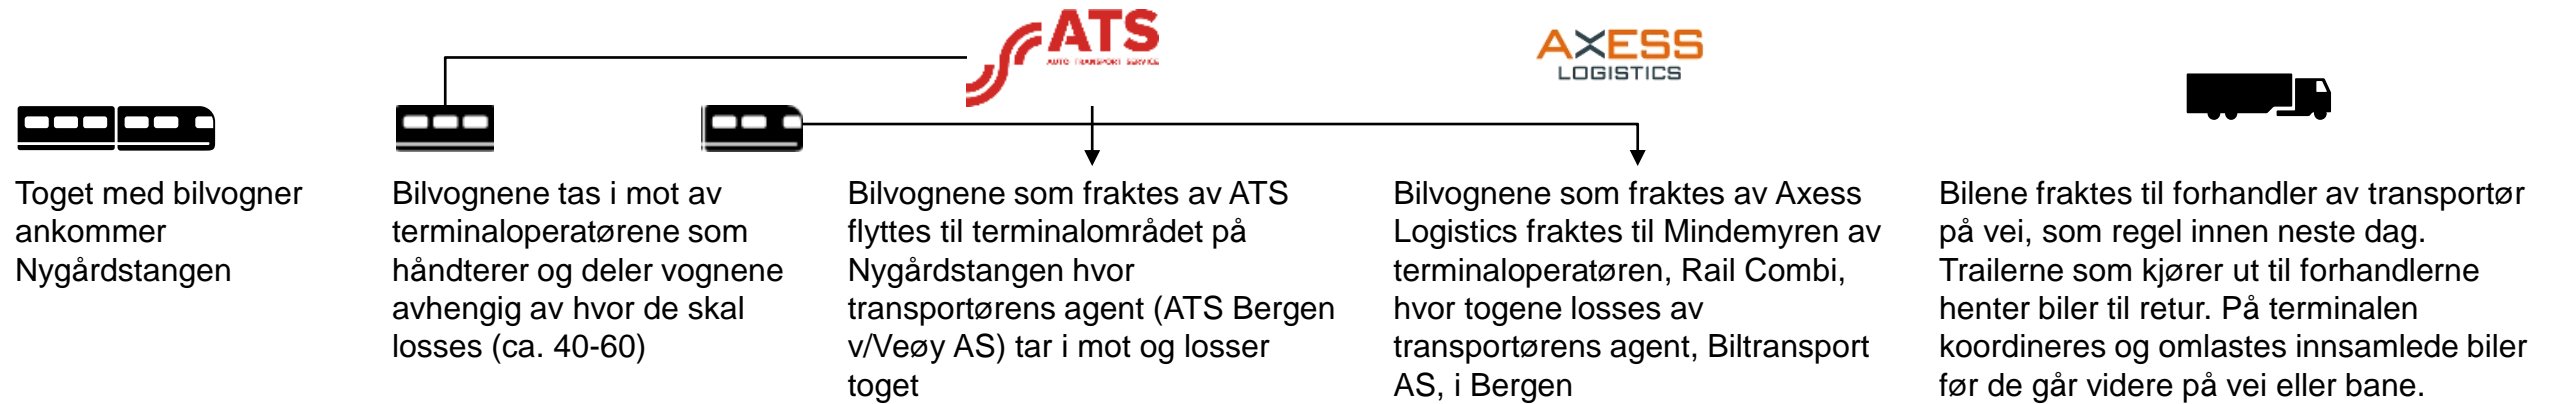 ATS
AUTO TRANSPORT SERVICE
AXESS
LOGISTICS
Toget med bilvogner
ankommer
Nygårdstangen
Bilvognene tas i mot av
terminaloperatørene som
håndterer og deler vognene
avhengig av hvor de skal
losses (ca. 40-60)
Bilvognene som fraktes av ATS
flyttes til terminalområdet på
Nygårdstangen hvor
transportørens agent (ATS Bergen
v/Veøy AS) tar i mot og losser
toget
Bilvognene som fraktes av Axess
Logistics fraktes til Mindemyren av
terminaloperatøren, Rail Combi,
hvor togene losses av
transportørens agent, Biltransport
AS, i Bergen
Bilene fraktes til forhandler av transportør
på vei, som regel innen neste dag.
Trailerne som kjører ut til forhandlerne
henter biler til retur. På terminalen
koordineres og omlastes innsamlede biler
før de går videre på vei eller bane.